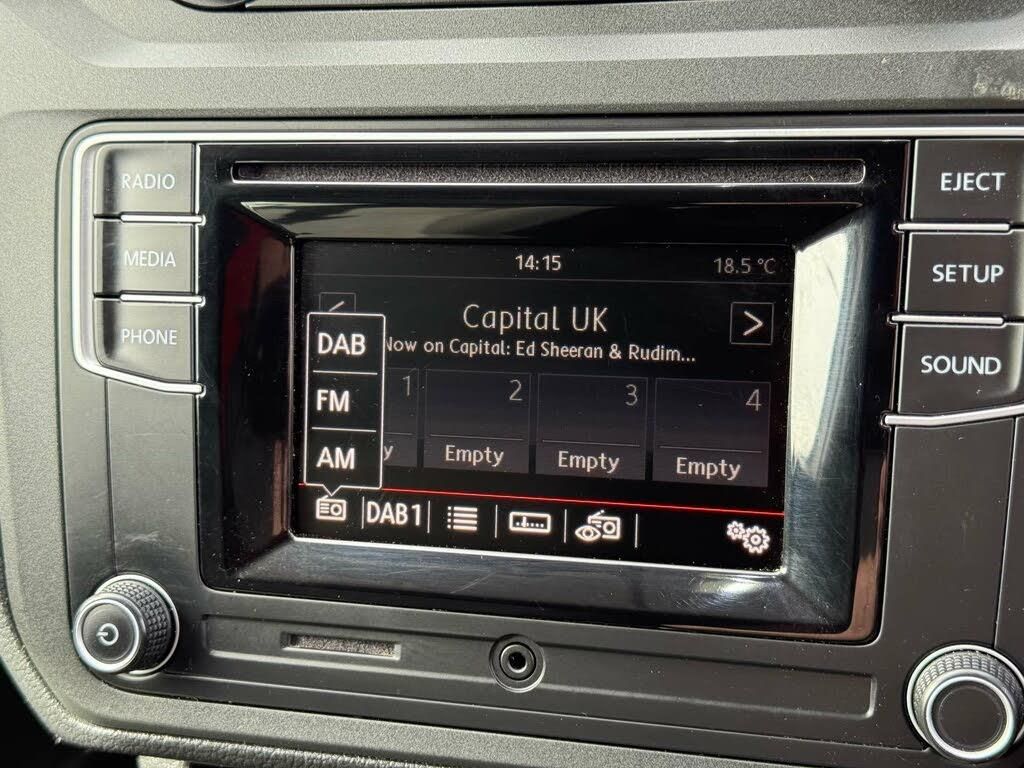 RADIO
MEDIA
PHONE
EJECT
SETUP
SOUND
14:15
18.5 °C
<
Capital UK
>
Now on Capital: Ed Sheeran & Rudim...
DAB
FM
AM
1
2
3
4
y
Empty
Empty
Empty
DAB1